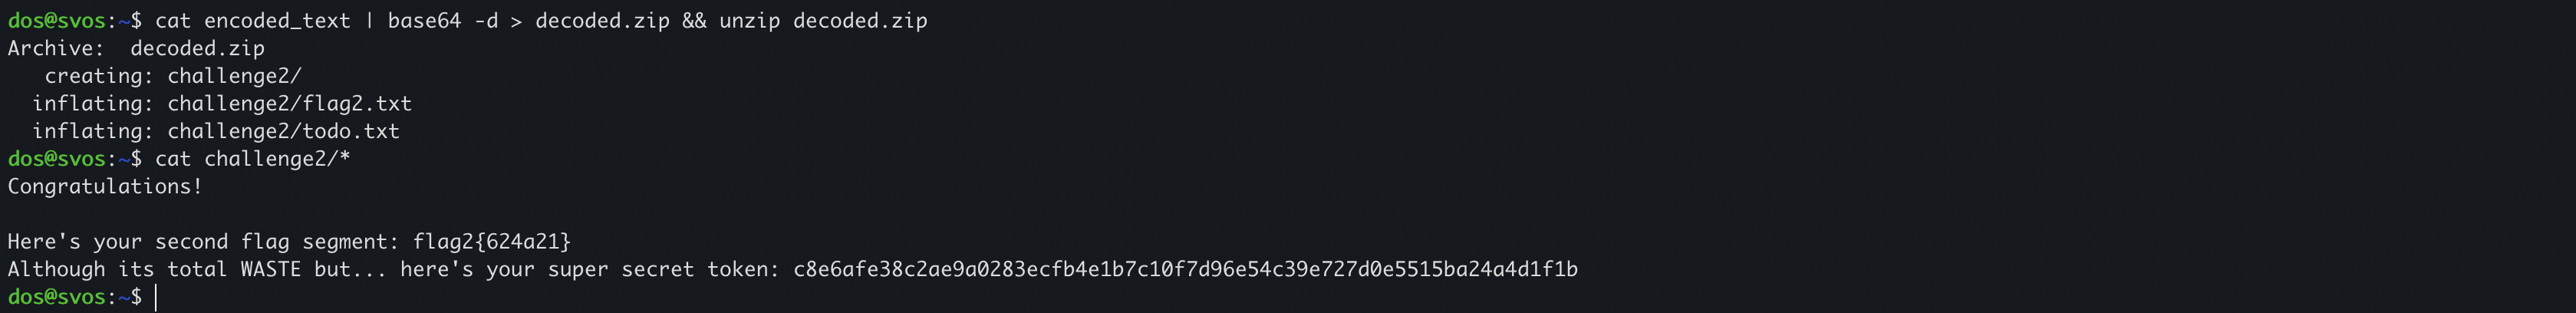 dos@svos:~$ cat encoded_text | base64 -d > decoded.zip && unzip decoded.zip
Archive:  decoded.zip
   creating: challenge2/
  inflating: challenge2/flag2.txt
  inflating: challenge2/todo.txt
dos@svos:~$ cat challenge2/*
Congratulations!

Here's your second flag segment: flag2{624a21}
Although its total WASTE but... here's your super secret token: c8e6afe38c2ae9a0283ecfb4e1b7c10f7d96e54c39e727d0e5515ba24a4d1f1b
dos@svos:~$